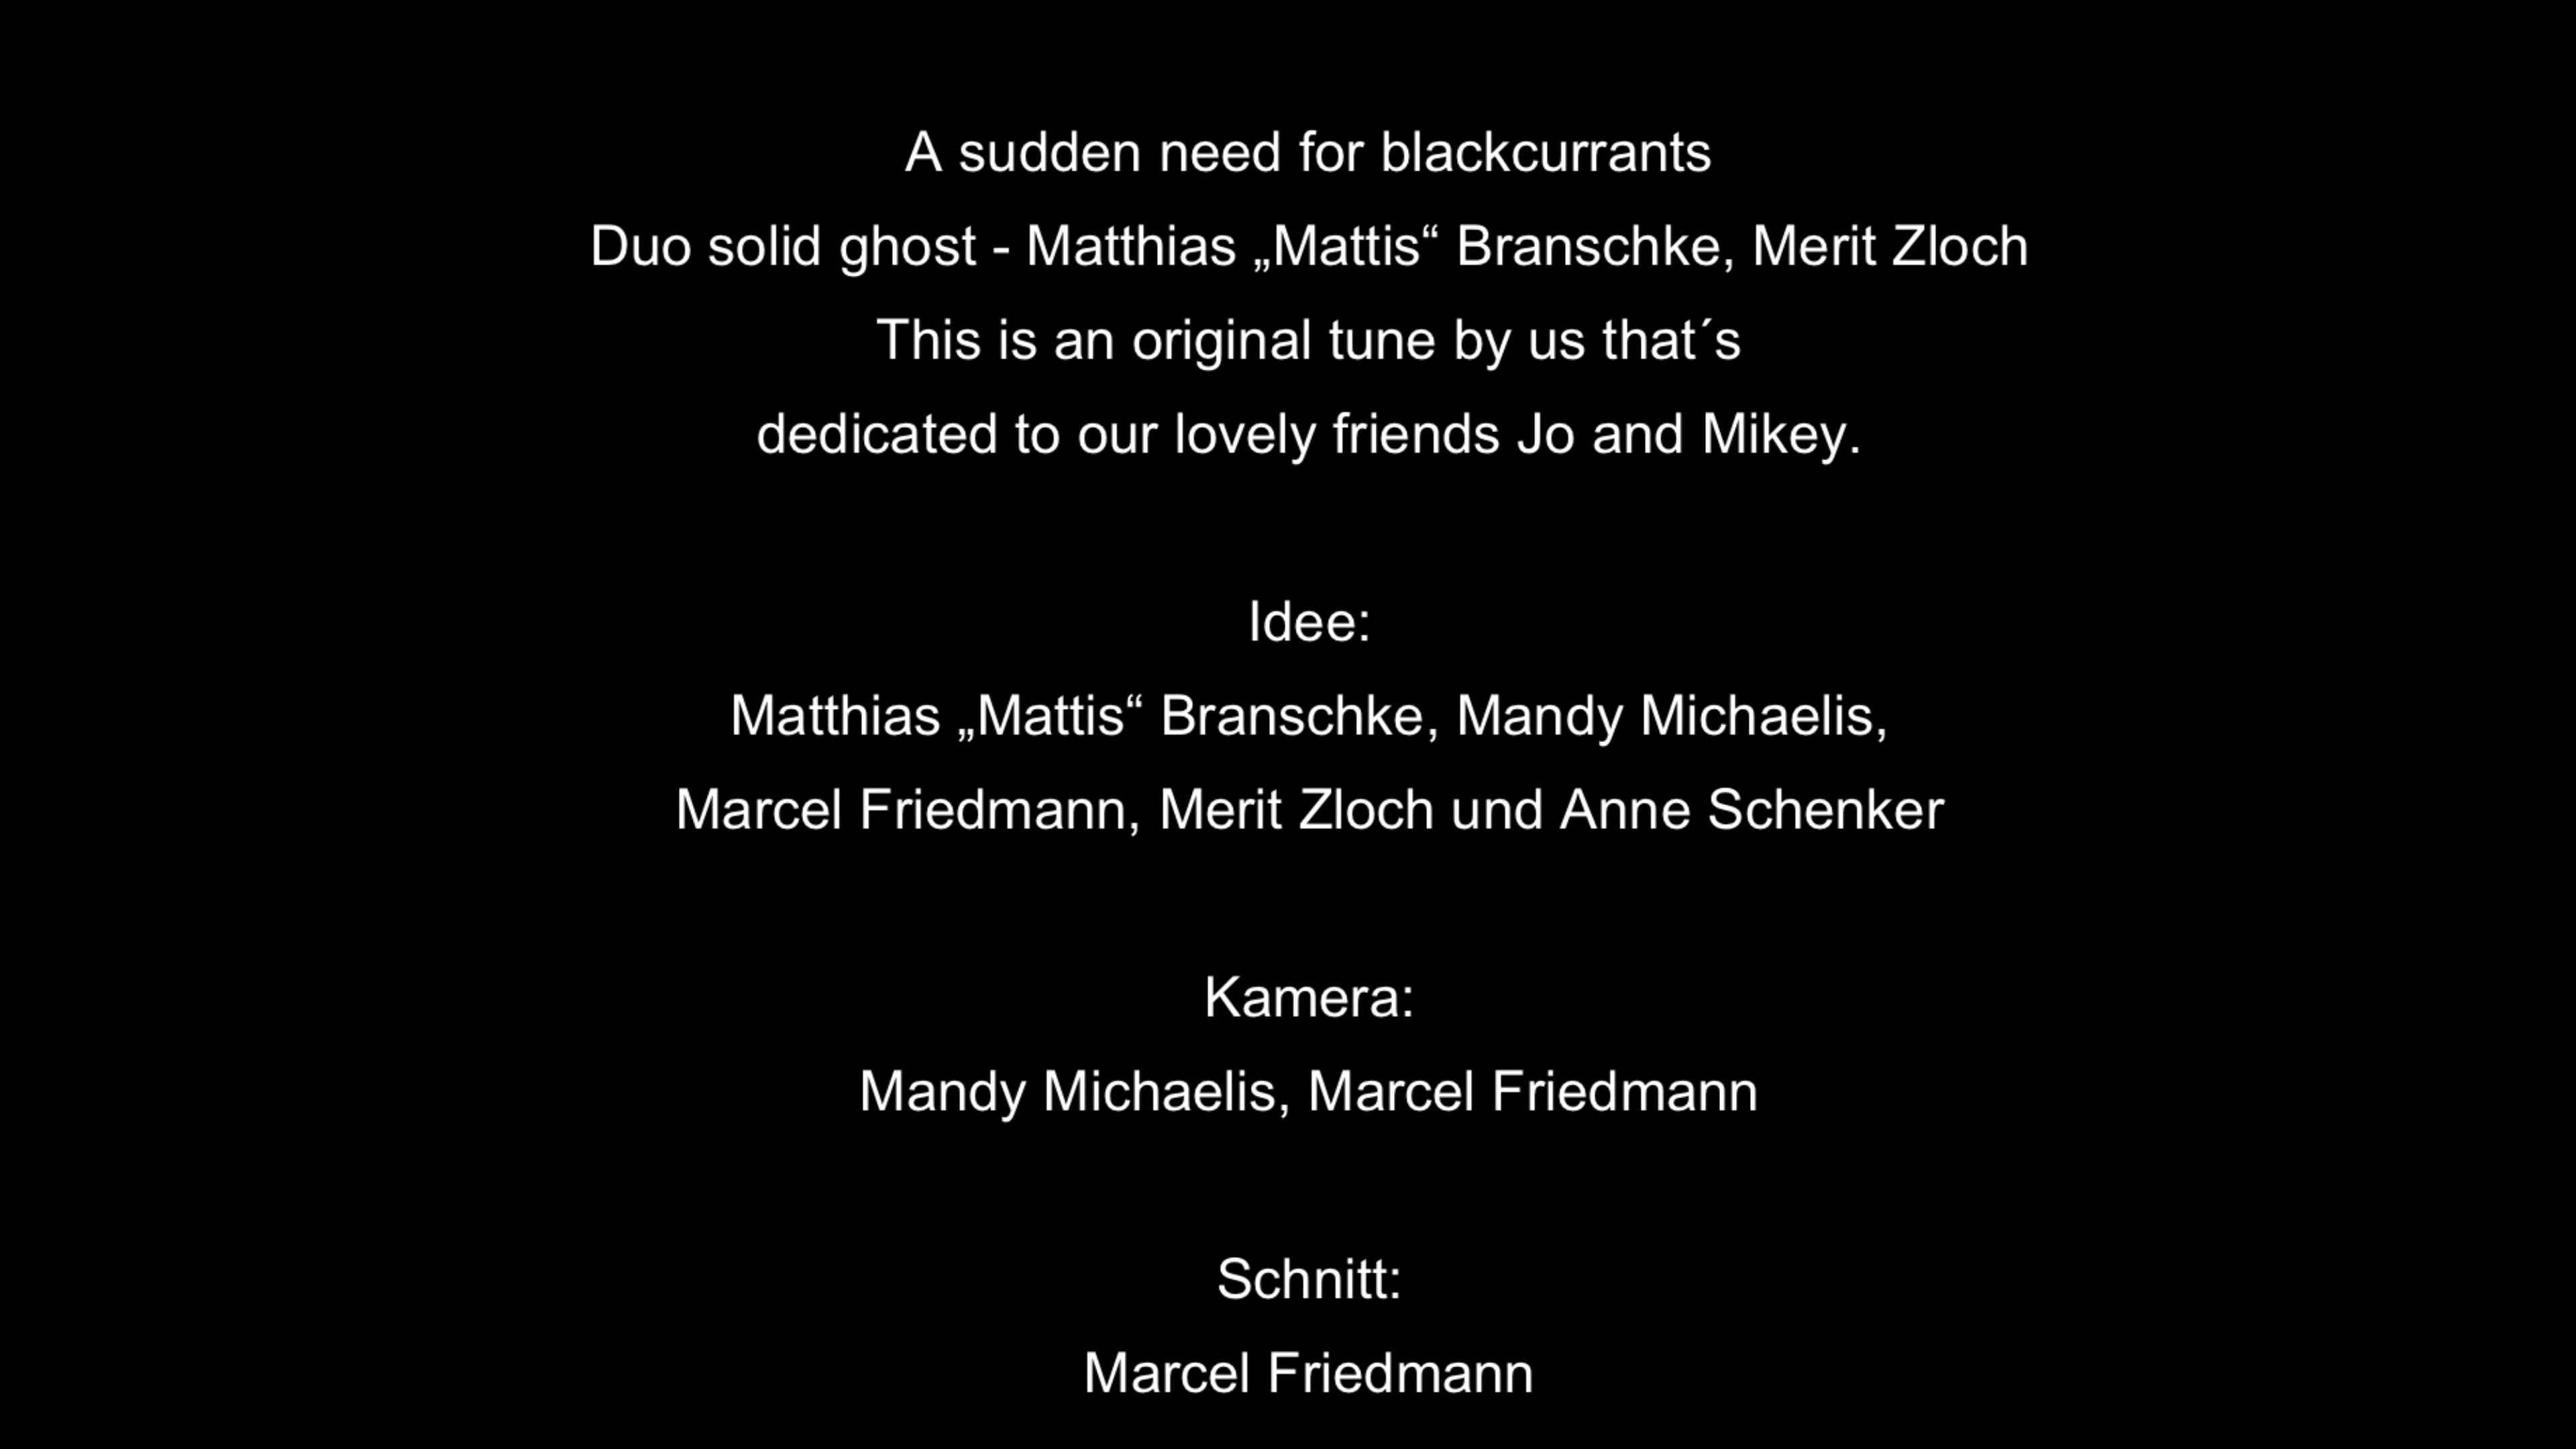 A sudden need for blackcurrants
Duo solid ghost - Matthias „Mattis“ Branschke, Merit Zloch
This is an original tune by us that´s
dedicated to our lovely friends Jo and Mikey.
Idee:
Matthias „Mattis“ Branschke, Mandy Michaelis,
Marcel Friedmann, Merit Zloch und Anne Schenker
Kamera:
Mandy Michaelis, Marcel Friedmann
Schnitt:
Marcel Friedmann